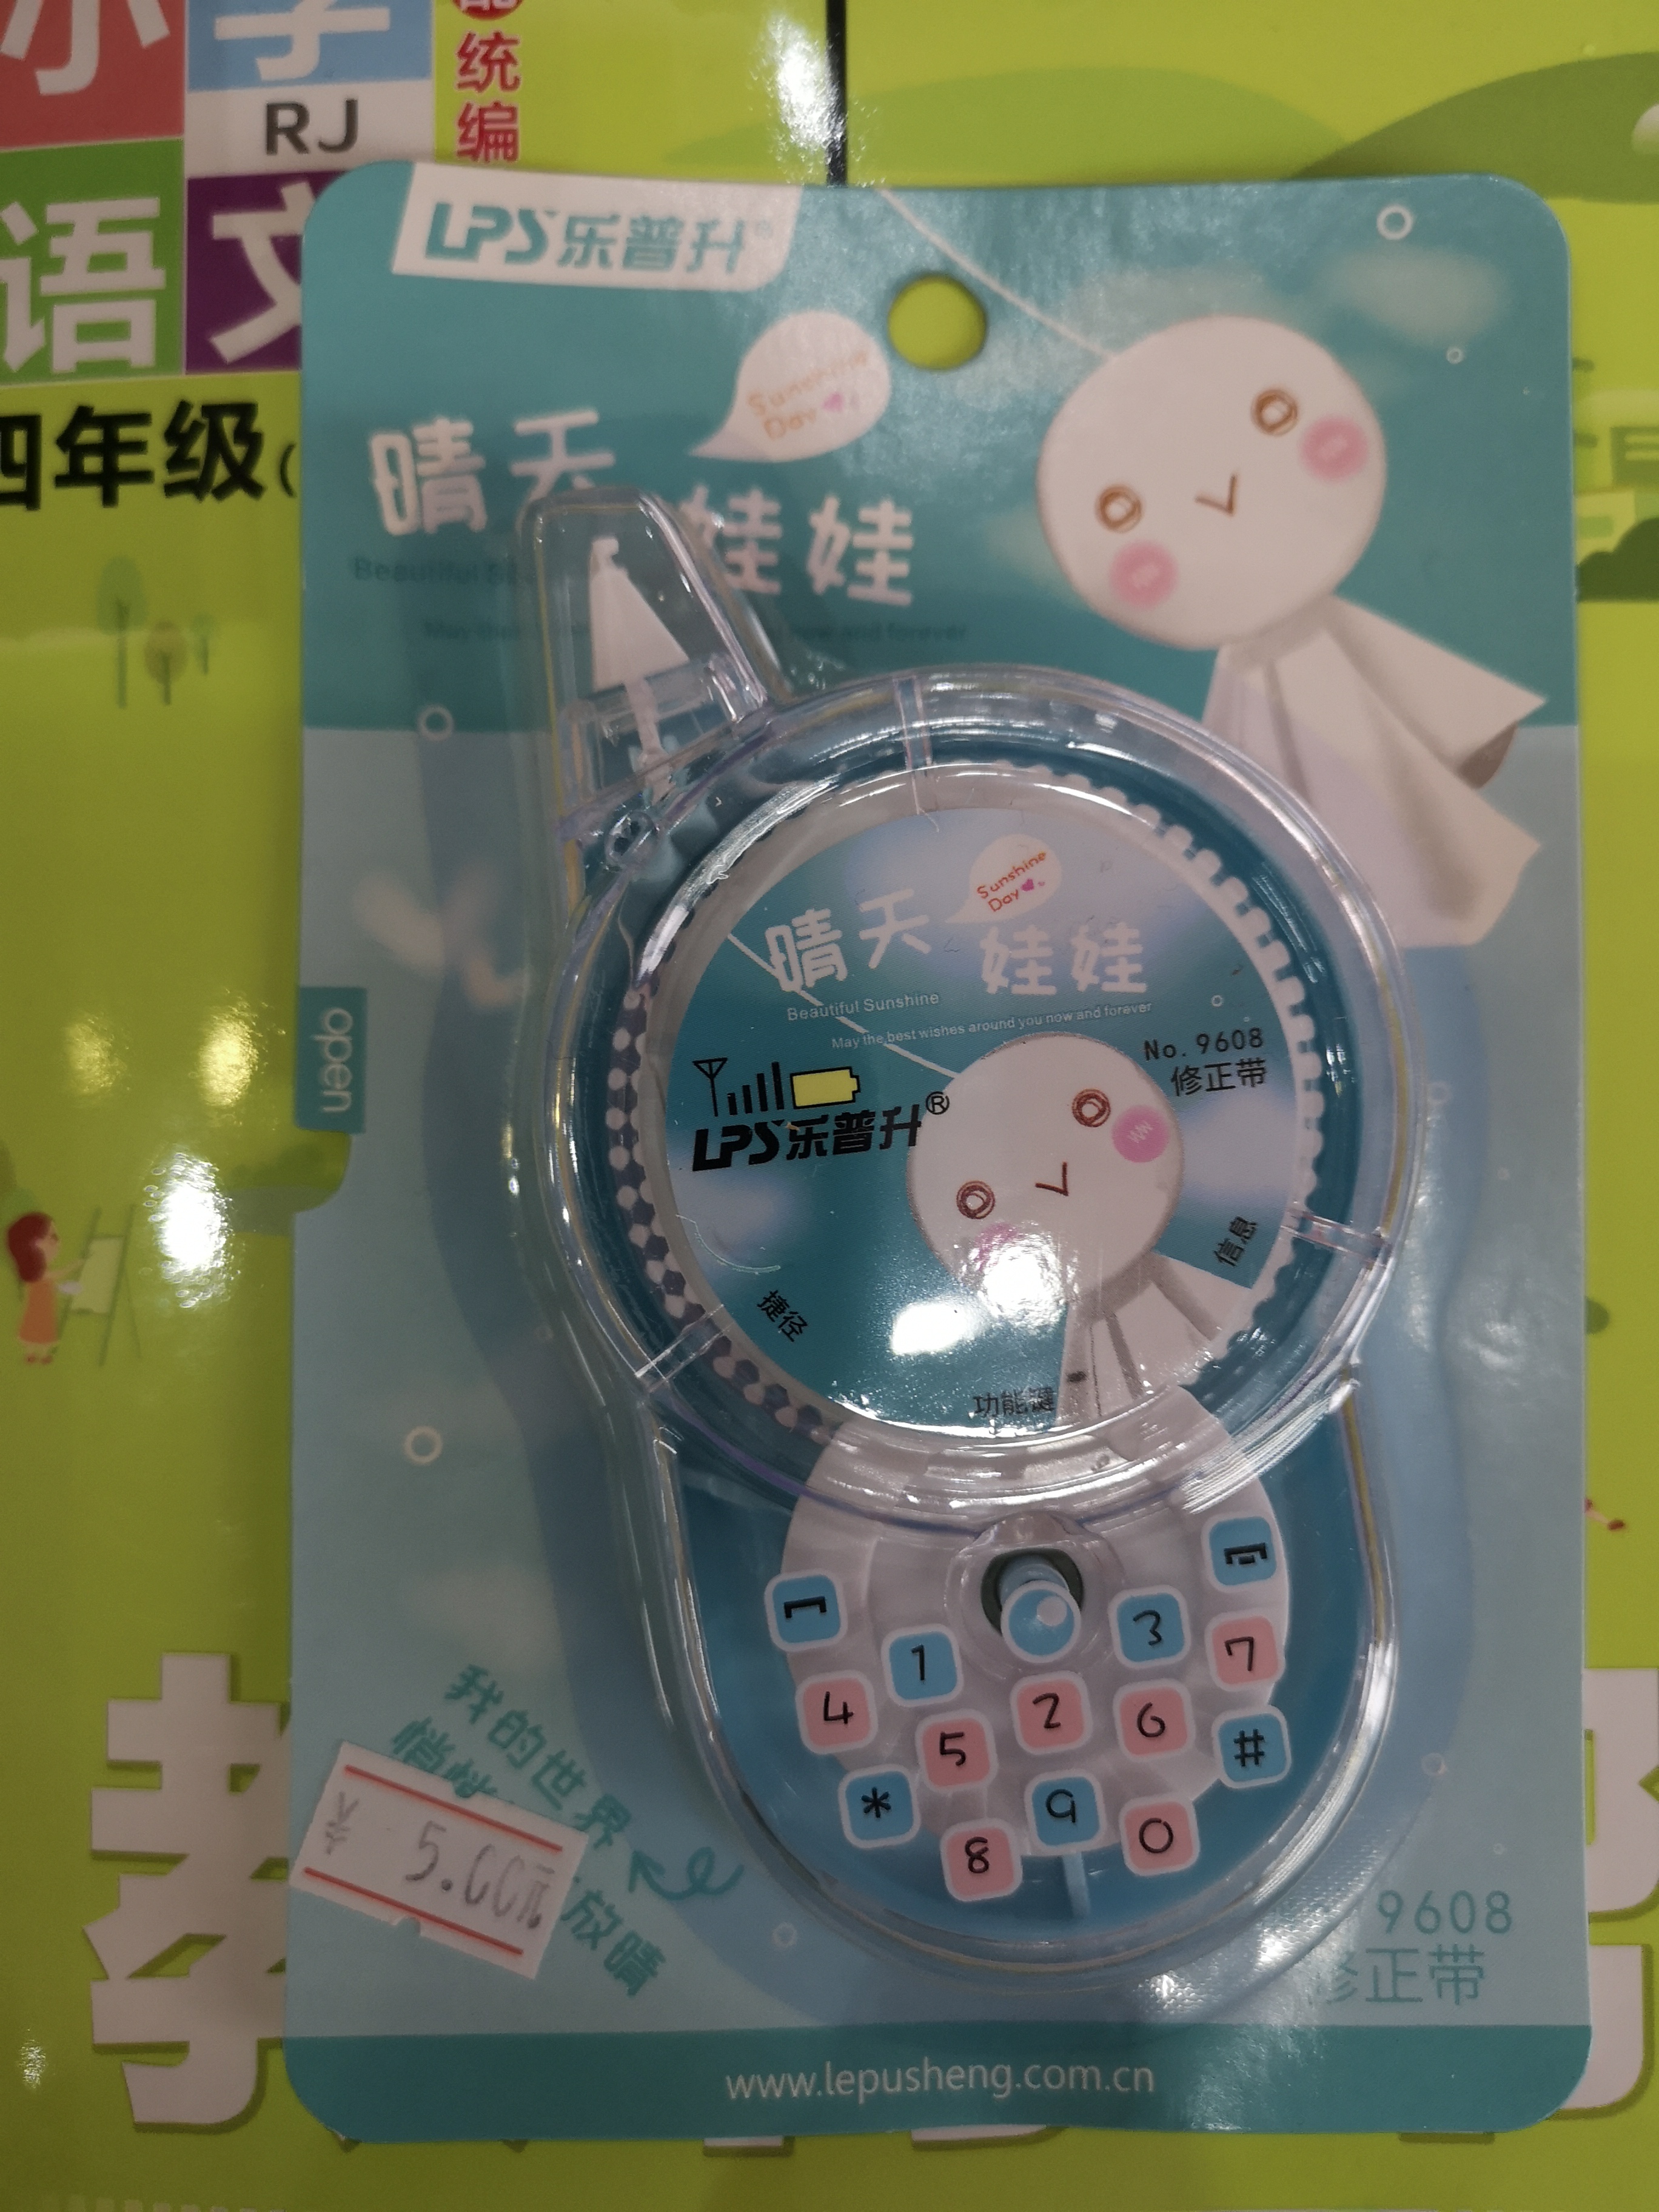 小学
RJ
统编
语文
四年级(
LPS乐普升
Sunshine
Day
晴天
娃娃
Beautiful
now and forever
open
Sunshine
Day
晴天
娃娃
Beautiful Sunshine
May the best wishes around you now and forever
No.9608
修正带
LPS乐普升®
信息
捷径
功能键
1
3
7
4
5
2
6
#
*
8
9
0
我的世界
放晴
¥ 5.00元
9608
修正带
www.lepusheng.com.cn